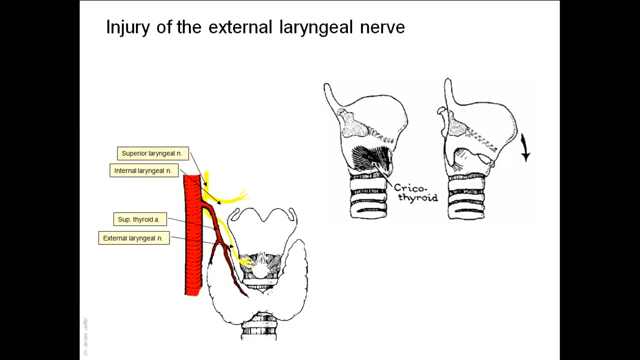 Injury of the external laryngeal nerve
Superior laryngeal n.
Internal laryngeal n.
Sup. thyroid a.
External laryngeal n.
Crico-
thyroid